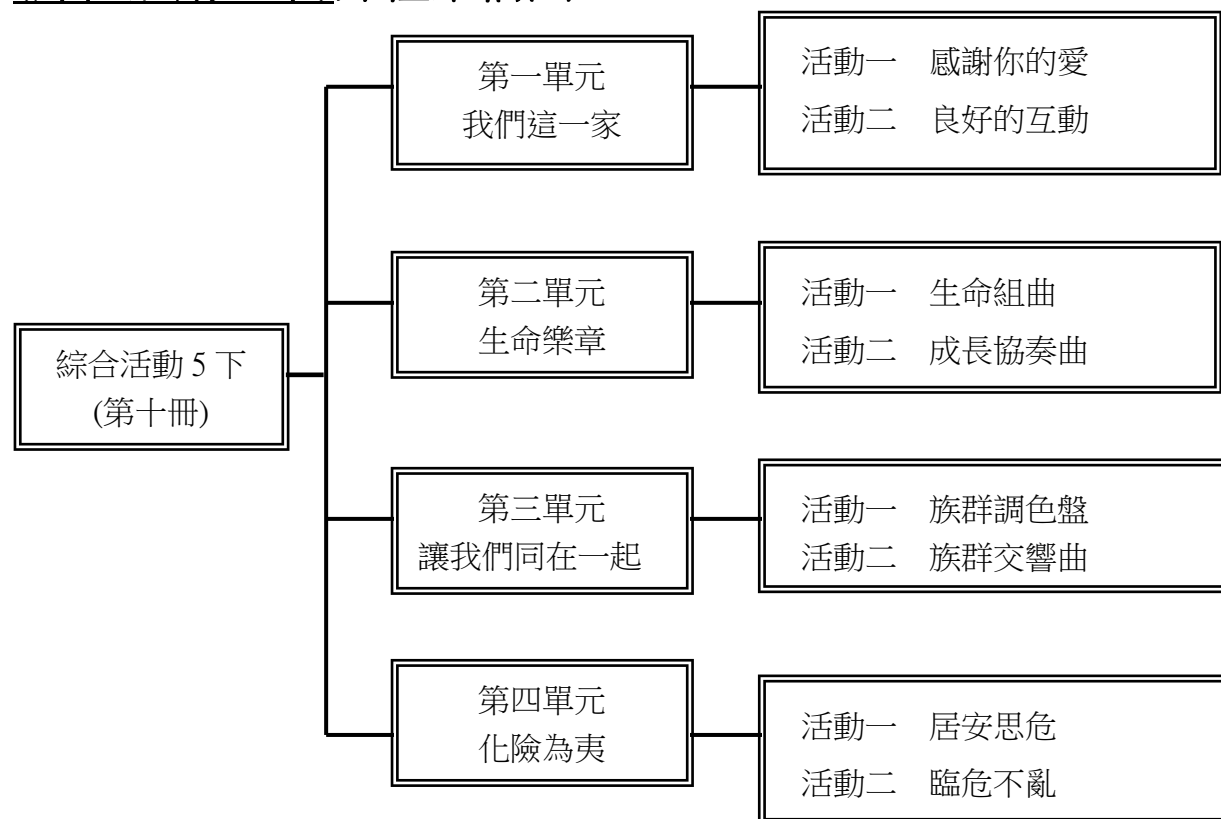 綜合活動 5 下
(第十冊)
第一單元
我們這一家
活動一　感謝你的愛
活動二　良好的互動
第二單元
生命樂章
活動一　生命組曲
活動二　成長協奏曲
第三單元
讓我們同在一起
活動一　族群調色盤
活動二　族群交響曲
第四單元
化險為夷
活動一　居安思危
活動二　臨危不亂